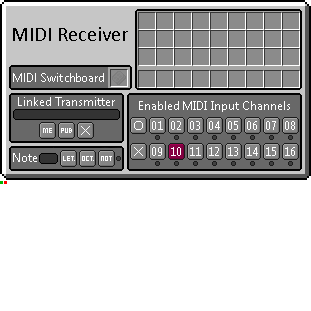 MIDI Receiver
MIDI Switchboard
Linked Transmitter
ME PUB
Note LET. OCT. NOT
Enabled MIDI Input Channels
01 02 03 04 05 06 07 08
09 10 11 12 13 14 15 16